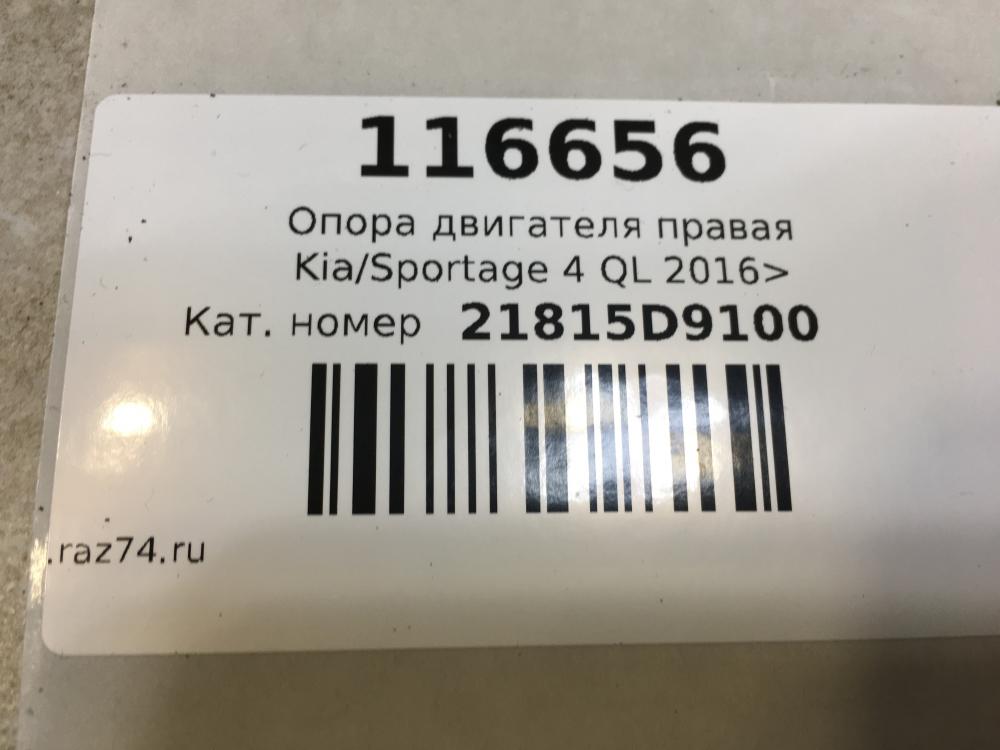 116656
Опора двигателя правая
Kia/Sportage 4 QL 2016>
Кат. номер 21815D9100
.raz74.ru